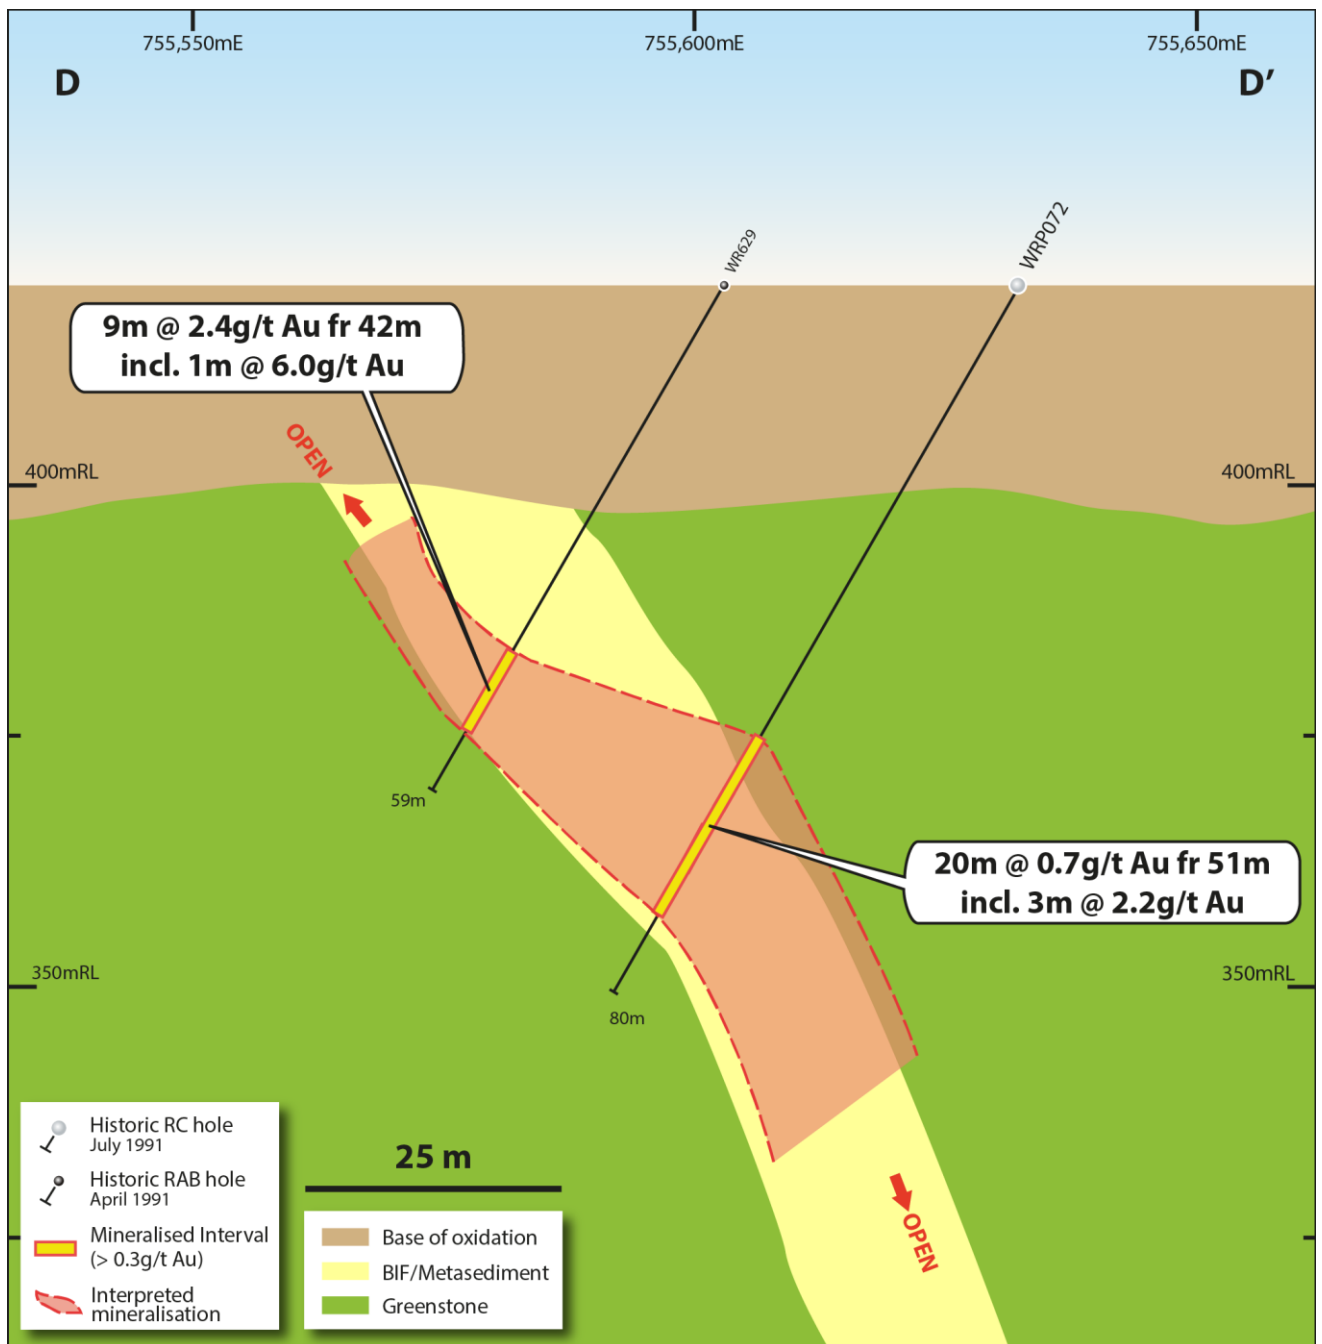 755,550mE
755,600mE
755,650mE
D
D'
WR629
WRP072
9m @ 2.4g/t Au fr 42m
incl. 1m @ 6.0g/t Au
OPEN
400mRL
400mRL
59m
20m @ 0.7g/t Au fr 51m
incl. 3m @ 2.2g/t Au
350mRL
350mRL
80m
Historic RC hole
July 1991
Historic RAB hole
April 1991
Mineralised Interval
(> 0.3g/t Au)
Interpreted
mineralisation
25 m
Base of oxidation
BIF/Metasediment
Greenstone
OPEN